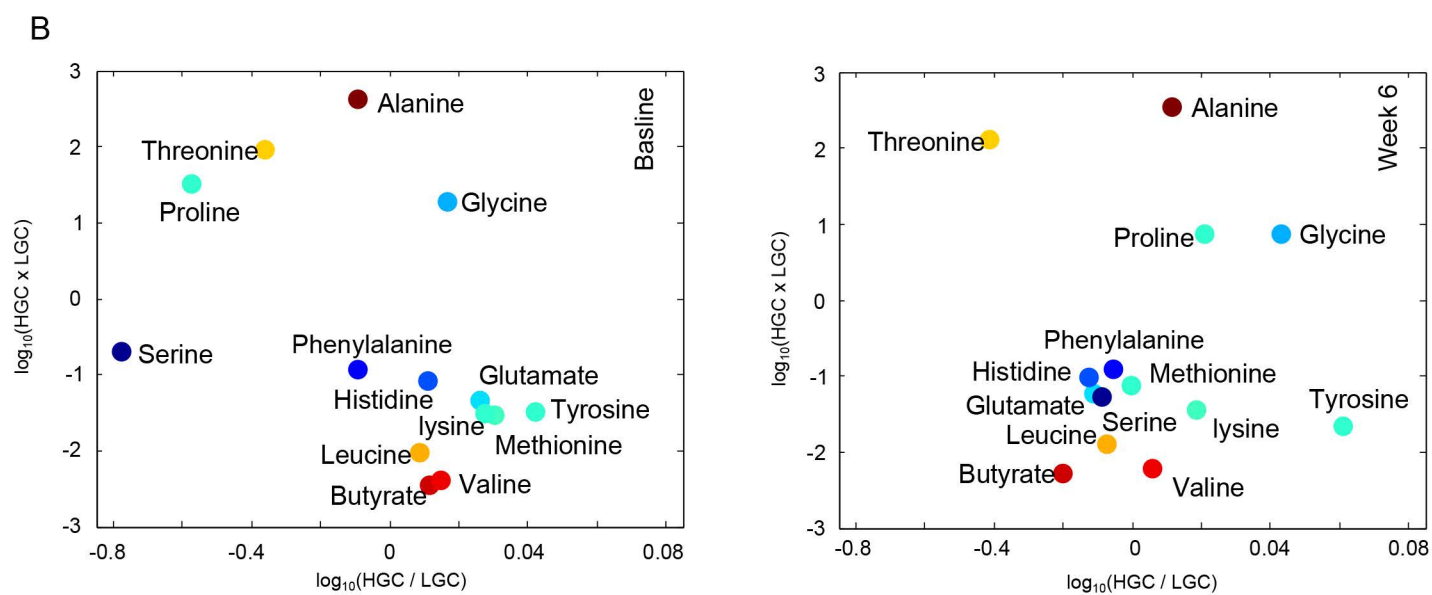 B
3
2
1
0
-1
-2
-3
log10(HGC x LGC)
Basline
Alanine
Threonine
Proline
Glycine
Serine
Phenylalanine
Histidine
Glutamate
lysine
Tyrosine
Methionine
Leucine
Butyrate
Valine
-0.8
-0.4
0
0.04
0.08
log10(HGC / LGC)
3
2
1
0
-1
-2
-3
log10(HGC x LGC)
Week 6
Alanine
Threonine
Proline
Glycine
Phenylalanine
Histidine
Methionine
Glutamate
Serine
lysine
Tyrosine
Leucine
Butyrate
Valine
-0.8
-0.4
0
0.04
0.08
log10(HGC / LGC)